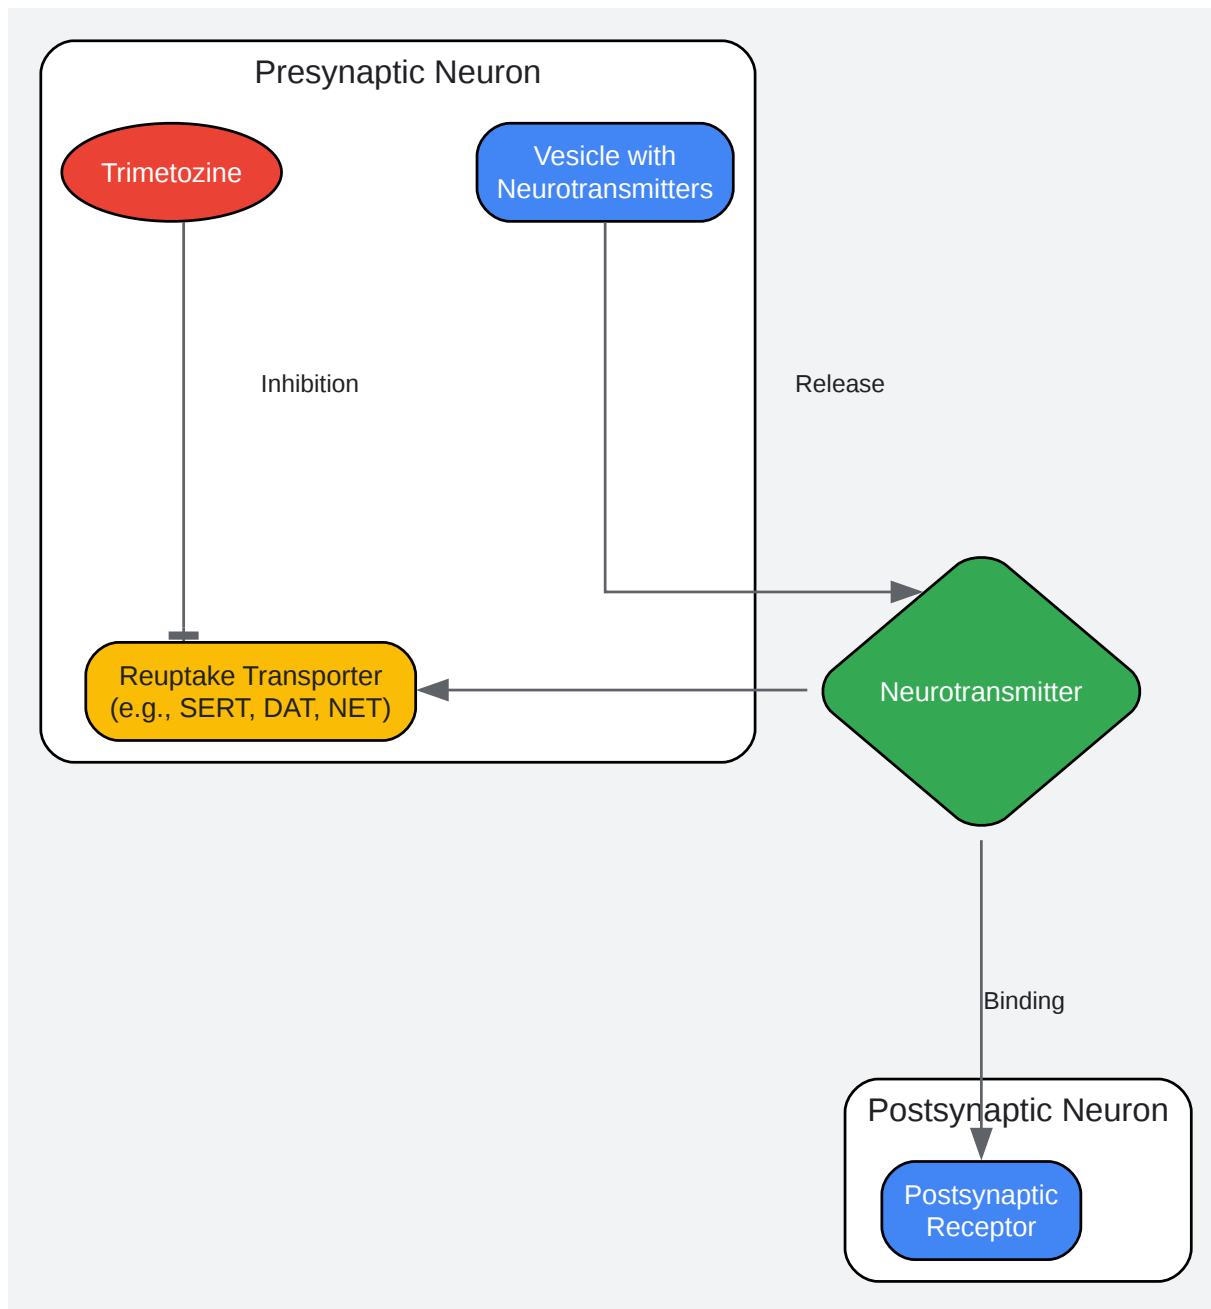 Presynaptic Neuron
Trimetozine
Vesicle with
Neurotransmitters
Inhibition
Release
Reuptake Transporter
(e.g., SERT, DAT, NET)
Neurotransmitter
Binding
Postsynaptic Neuron
Postsynaptic
Receptor